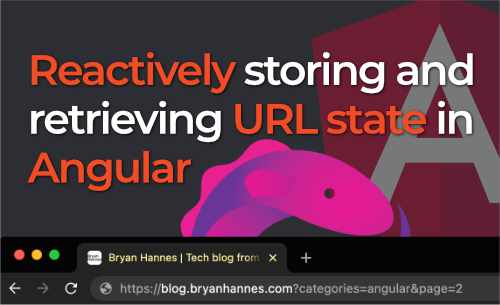 Reactively storing and
retrieving URL state in
Angular
A
Bryan Hannes | Tech blog from
https://blog.bryanhannes.com?categories=angular&page=2